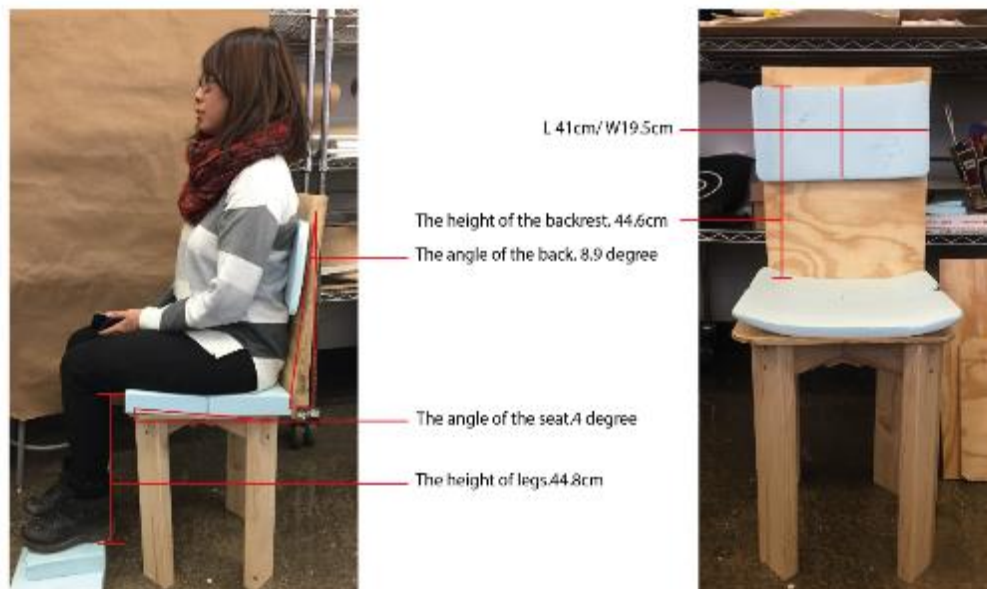 L 41cm/ W19.5cm
The height of the backrest. 44.6cm
The angle of the back. 8.9 degree
The angle of the seat.4 degree
The height of legs.44.8cm